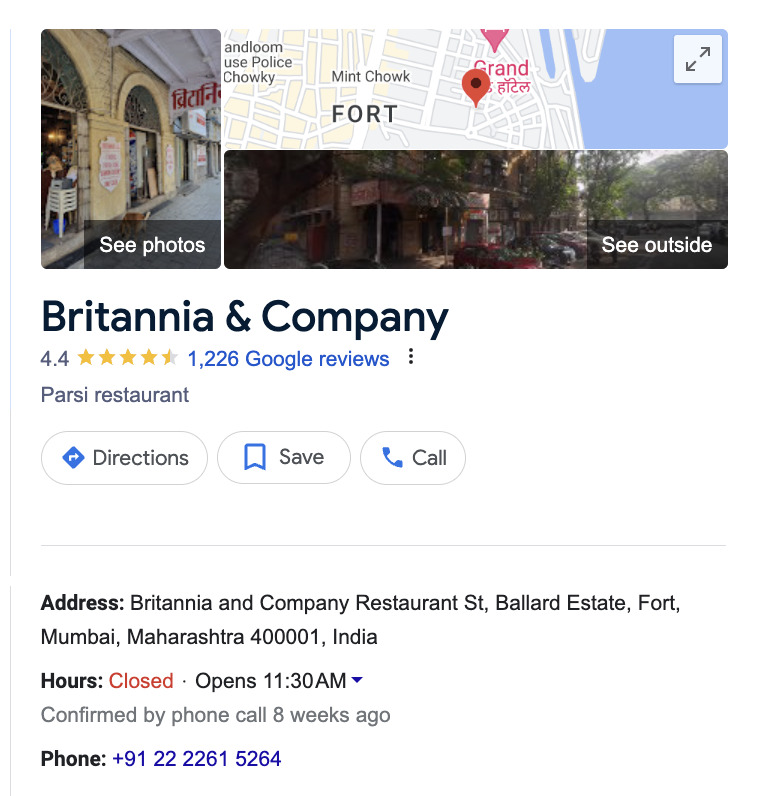 andloom
use Police
Chowky
Mint Chowk
FORT
Grand
हॉटेल
See photos
See outside
Britannia & Company
4.4
1,226 Google reviews
Parsi restaurant
Directions
Save
Call
Address: Britannia and Company Restaurant St, Ballard Estate, Fort,
Mumbai, Maharashtra 400001, India
Hours: Closed · Opens 11:30 AM
Confirmed by phone call 8 weeks ago
Phone: +91 22 2261 5264